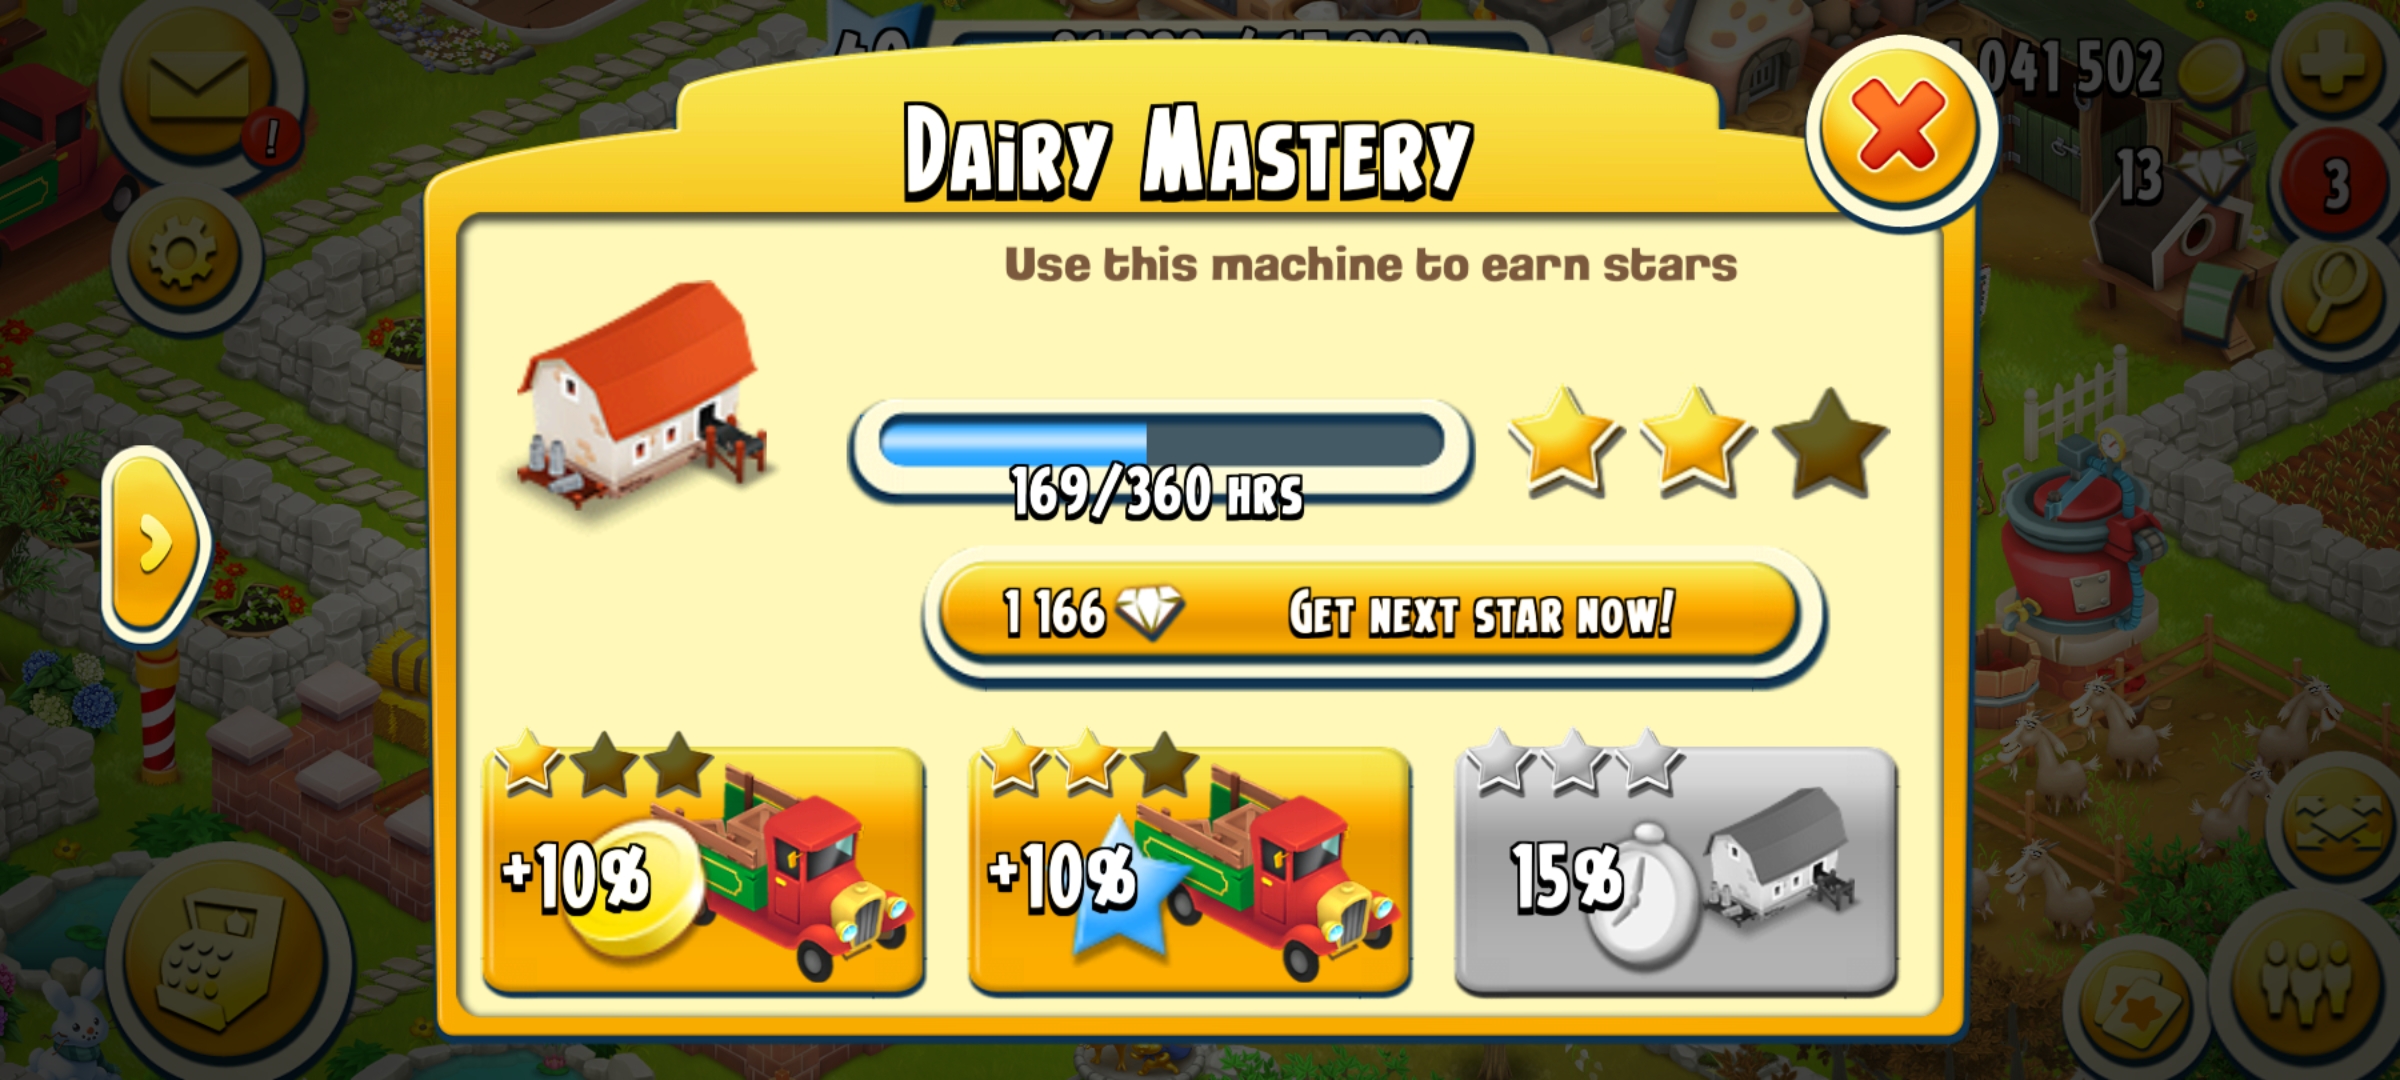 041 502
!
DAiRY MASTERY
13
3
Use this machine to earn stars
169/360 HRS
1 166 GET NEXT STAR NOW!
+10%
+10%
15%